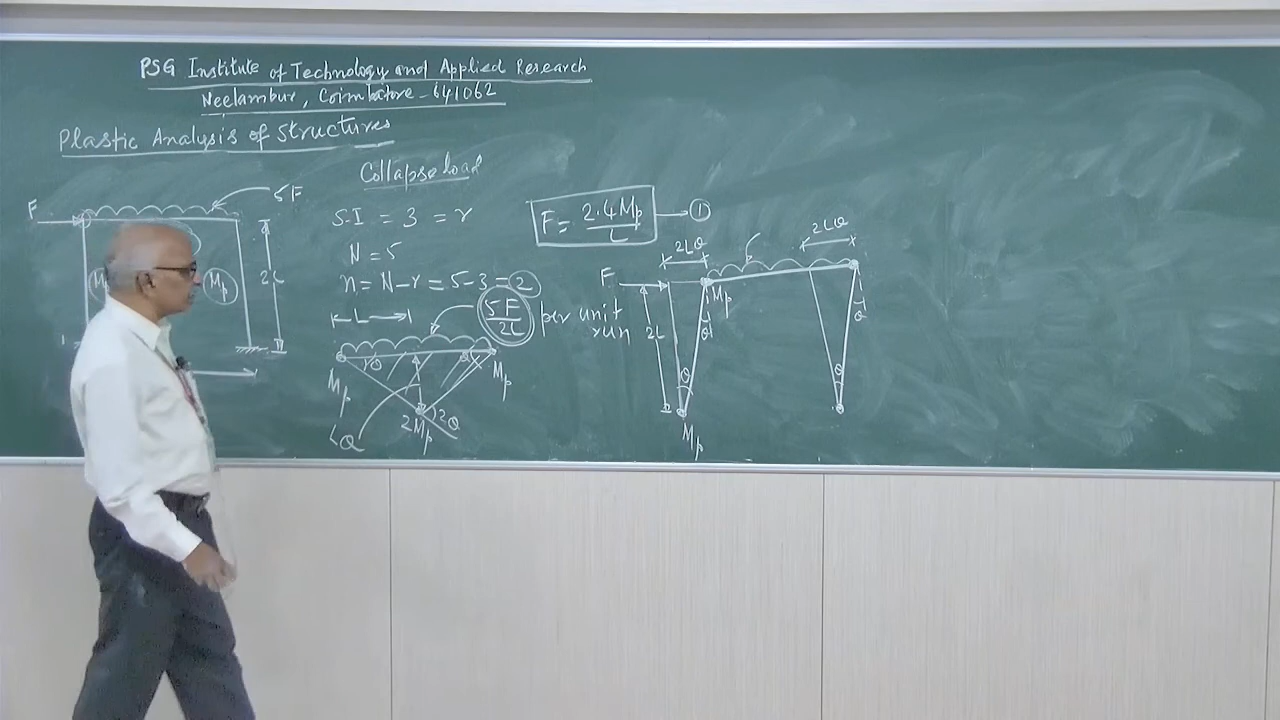 PSG Institute of Technology and Applied Research
Neelambur, Coimbatore - 641062
Plastic Analysis of Structures
Collapse load
5F
F
S.I = 3 = r
N = 5
n = N-r = 5-3 = 2
Mp
2L
1
L
5F/2L per unit run
θ
θ
Mp
Mp
2Mp
2θ
Lθ
F = 2.4Mp/L
1
2Lθ
2Lθ
F
Mp
2L
θ
θ
θ
θ
Mp